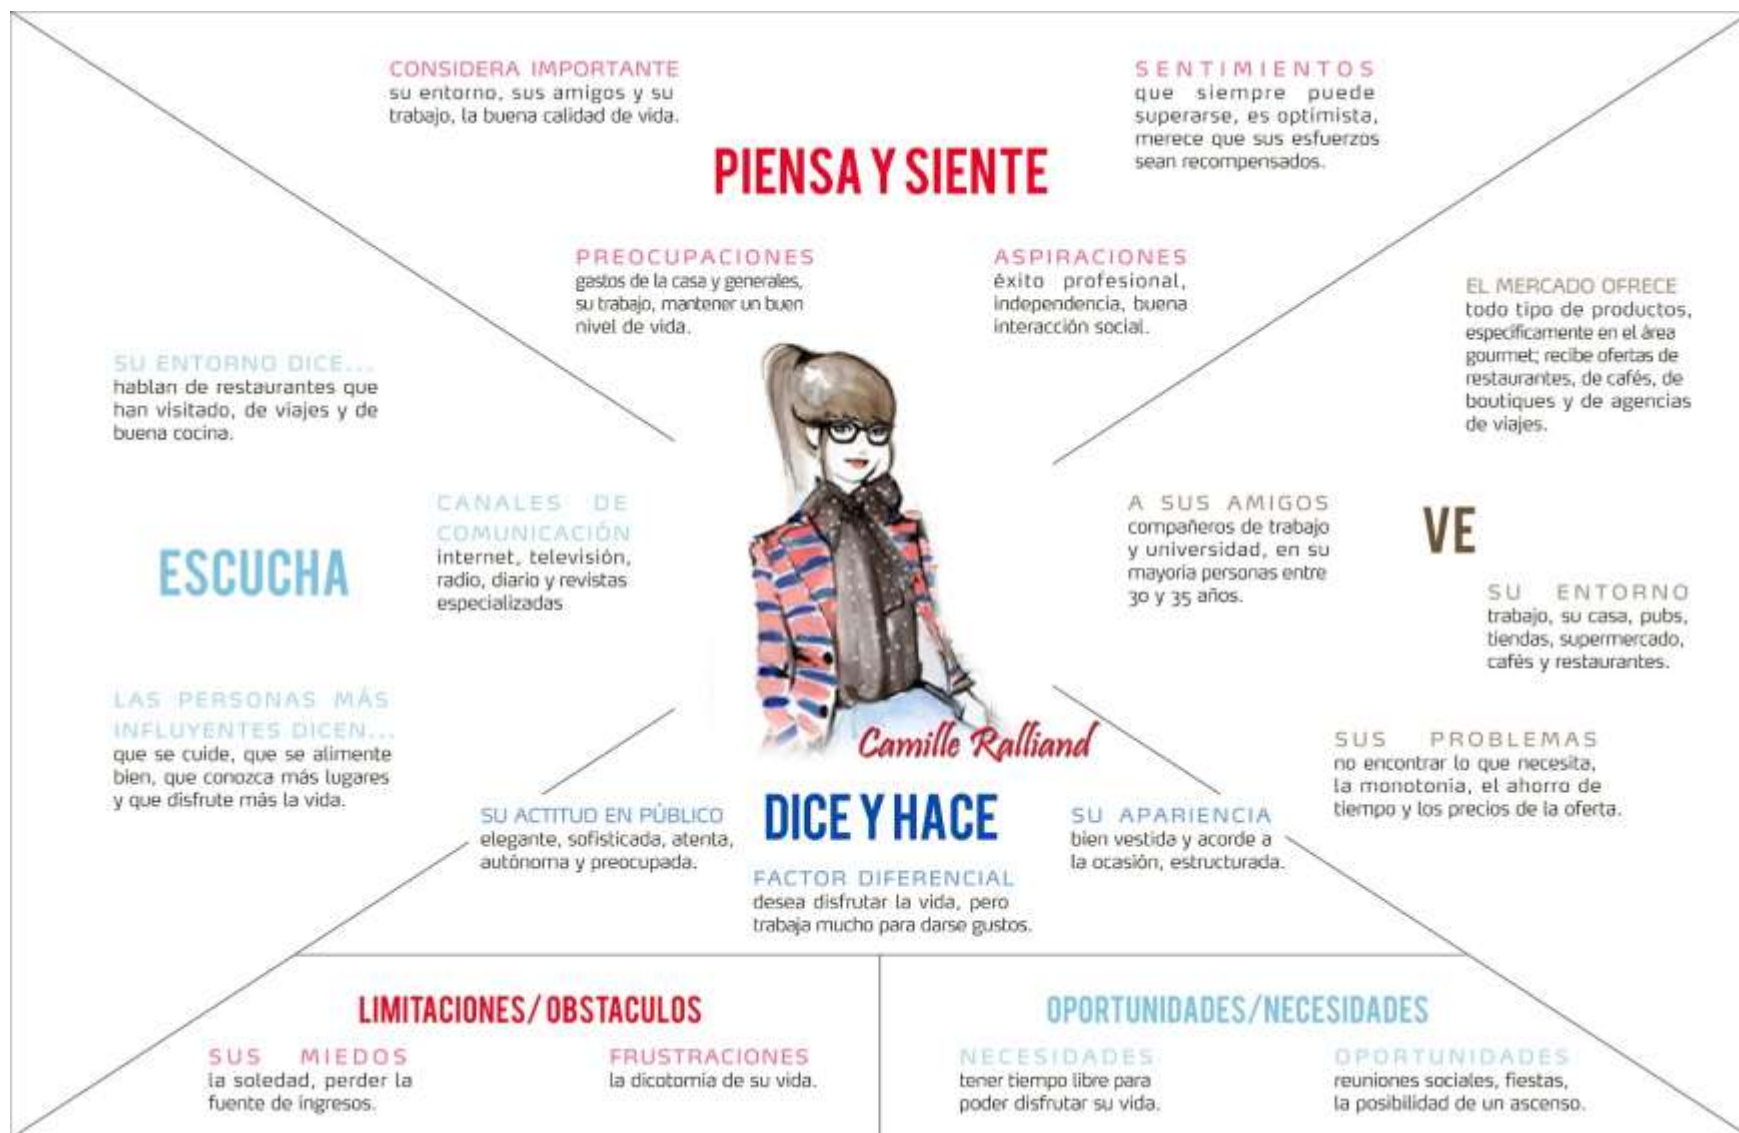 CONSIDERA IMPORTANTE
su entorno, sus amigos y su
trabajo, la buena calidad de vida.
SENTIMIENTOS
que siempre puede
superarse, es optimista,
merece que sus esfuerzos
sean recompensados.
PIENSA Y SIENTE
PREOCUPACIONES
gastos de la casa y generales,
su trabajo, mantener un buen
nivel de vida.
ASPIRACIONES
éxito profesional,
independencia, buena
interacción social.
SU ENTORNO DICE...
hablan de restaurantes que
han visitado, de viajes y de
buena cocina.
CANALES DE
COMUNICACIÓN
internet, televisión,
radio, diario y revistas
especializadas
ESCUCHA
LAS PERSONAS MÁS
INFLUYENTES DICEN...
que se cuide, que se alimente
bien, que conozca más lugares
y que disfrute más la vida.
EL MERCADO OFRECE
todo tipo de productos,
específicamente en el área
gourmet; recibe ofertas de
restaurantes, de cafés, de
boutiques y de agencias
de viajes.
A SUS AMIGOS
compañeros de trabajo
y universidad, en su
mayoría personas entre
30 y 35 años.
VE
SU ENTORNO
trabajo, su casa, pubs,
tiendas, supermercado,
cafés y restaurantes.
SUS PROBLEMAS
no encontrar lo que necesita,
la monotonía, el ahorro de
tiempo y los precios de la oferta.
Camille Ralliand
DICE Y HACE
SU ACTITUD EN PÚBLICO
elegante, sofisticada, atenta,
autónoma y preocupada.
SU APARIENCIA
bien vestida y acorde a
la ocasión, estructurada.
FACTOR DIFERENCIAL
desea disfrutar la vida, pero
trabaja mucho para darse gustos.
LIMITACIONES/OBSTACULOS
SUS MIEDOS
la soledad, perder la
fuente de ingresos.
FRUSTRACIONES
la dicotomía de su vida.
OPORTUNIDADES/NECESIDADES
NECESIDADES
tener tiempo libre para
poder disfrutar su vida.
OPORTUNIDADES
reuniones sociales, fiestas,
la posibilidad de un ascenso.